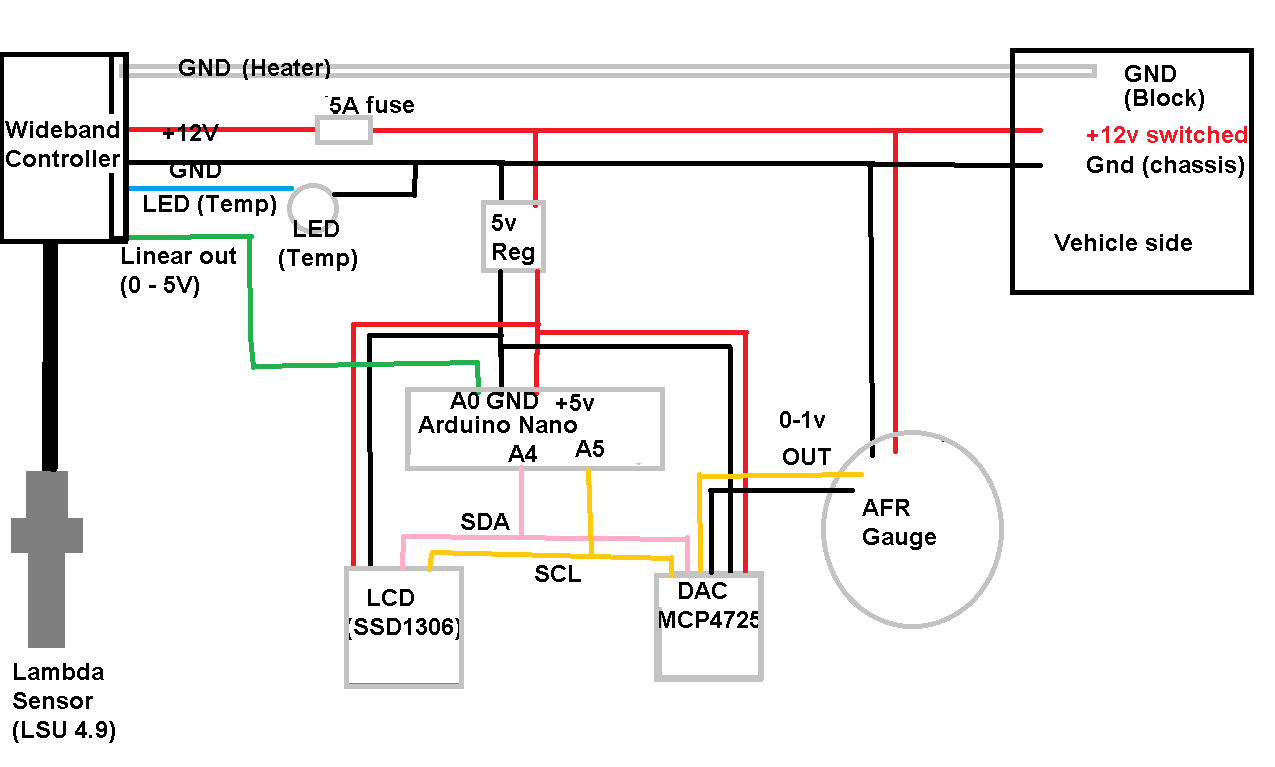 GND (Heater)
5A fuse
+12V
GND
LED (Temp)
LED
(Temp)
Linear out
(0 - 5V)
Wideband
Controller
GND
(Block)
+12v switched
Gnd (chassis)
Vehicle side
5v
Reg
A0 GND +5v
Arduino Nano
A4 A5
0-1v
OUT
AFR
Gauge
SDA
SCL
LCD
(SSD1306)
DAC
MCP4725
Lambda
Sensor
(LSU 4.9)